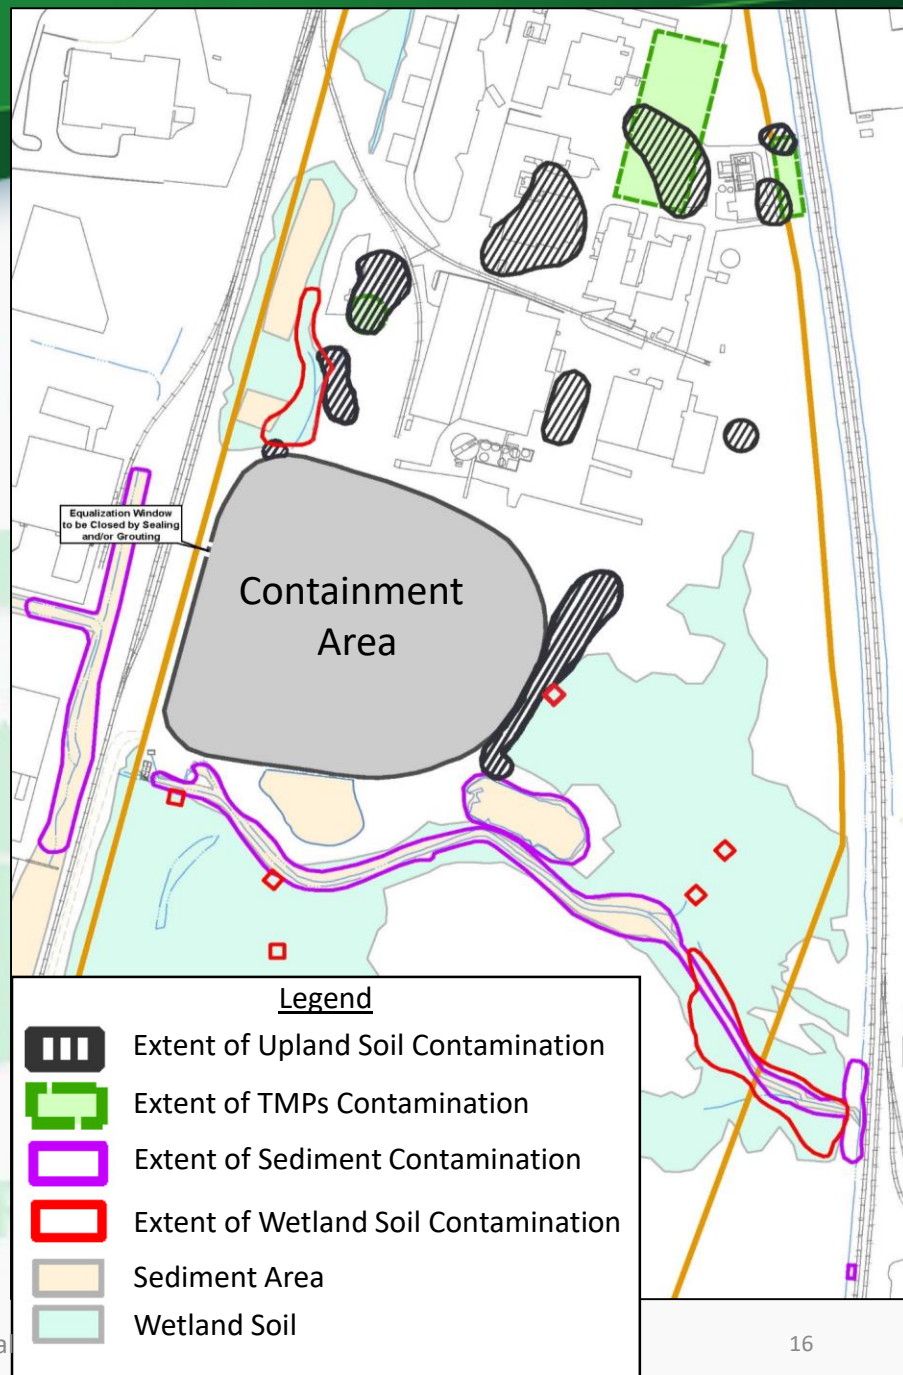 Equalization Window
to be Closed by Sealing
and/or Grouting
Containment
Area
Legend
Extent of Upland Soil Contamination
Extent of TMPs Contamination
Extent of Sediment Contamination
Extent of Wetland Soil Contamination
Sediment Area
Wetland Soil
a
16